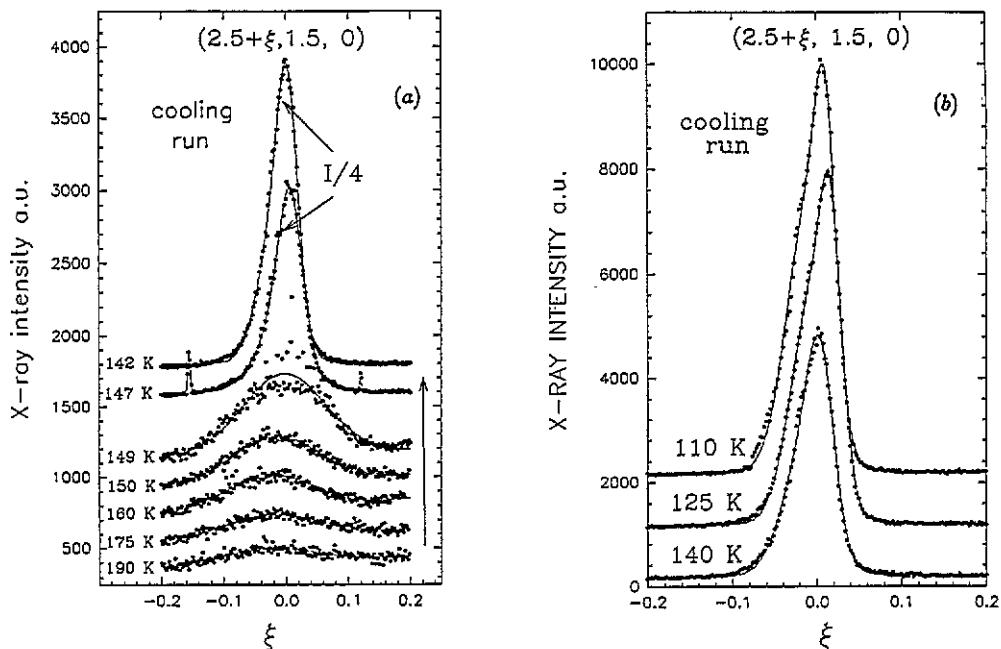 (2.5+ξ,1.5, 0)
(a)
cooling
run
I/4
X-ray intensity a.u.
4000
3500
3000
2500
2000
1500
1000
500
142 K
147 K
149 K
150 K
160 K
175 K
190 K
-0.2
-0.1
0.0
0.1
0.2
ξ
(2.5+ξ, 1.5, 0)
(b)
cooling
run
X-RAY INTENSITY a.u.
10000
8000
6000
4000
2000
0
110 K
125 K
140 K
-0.2
-0.1
0.0
0.1
0.2
ξ